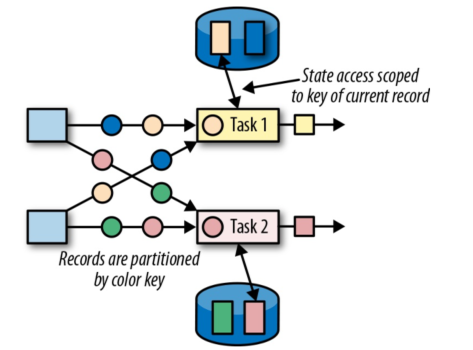 State access scoped
to key of current record
Task 1
Task 2
Records are partitioned
by color key